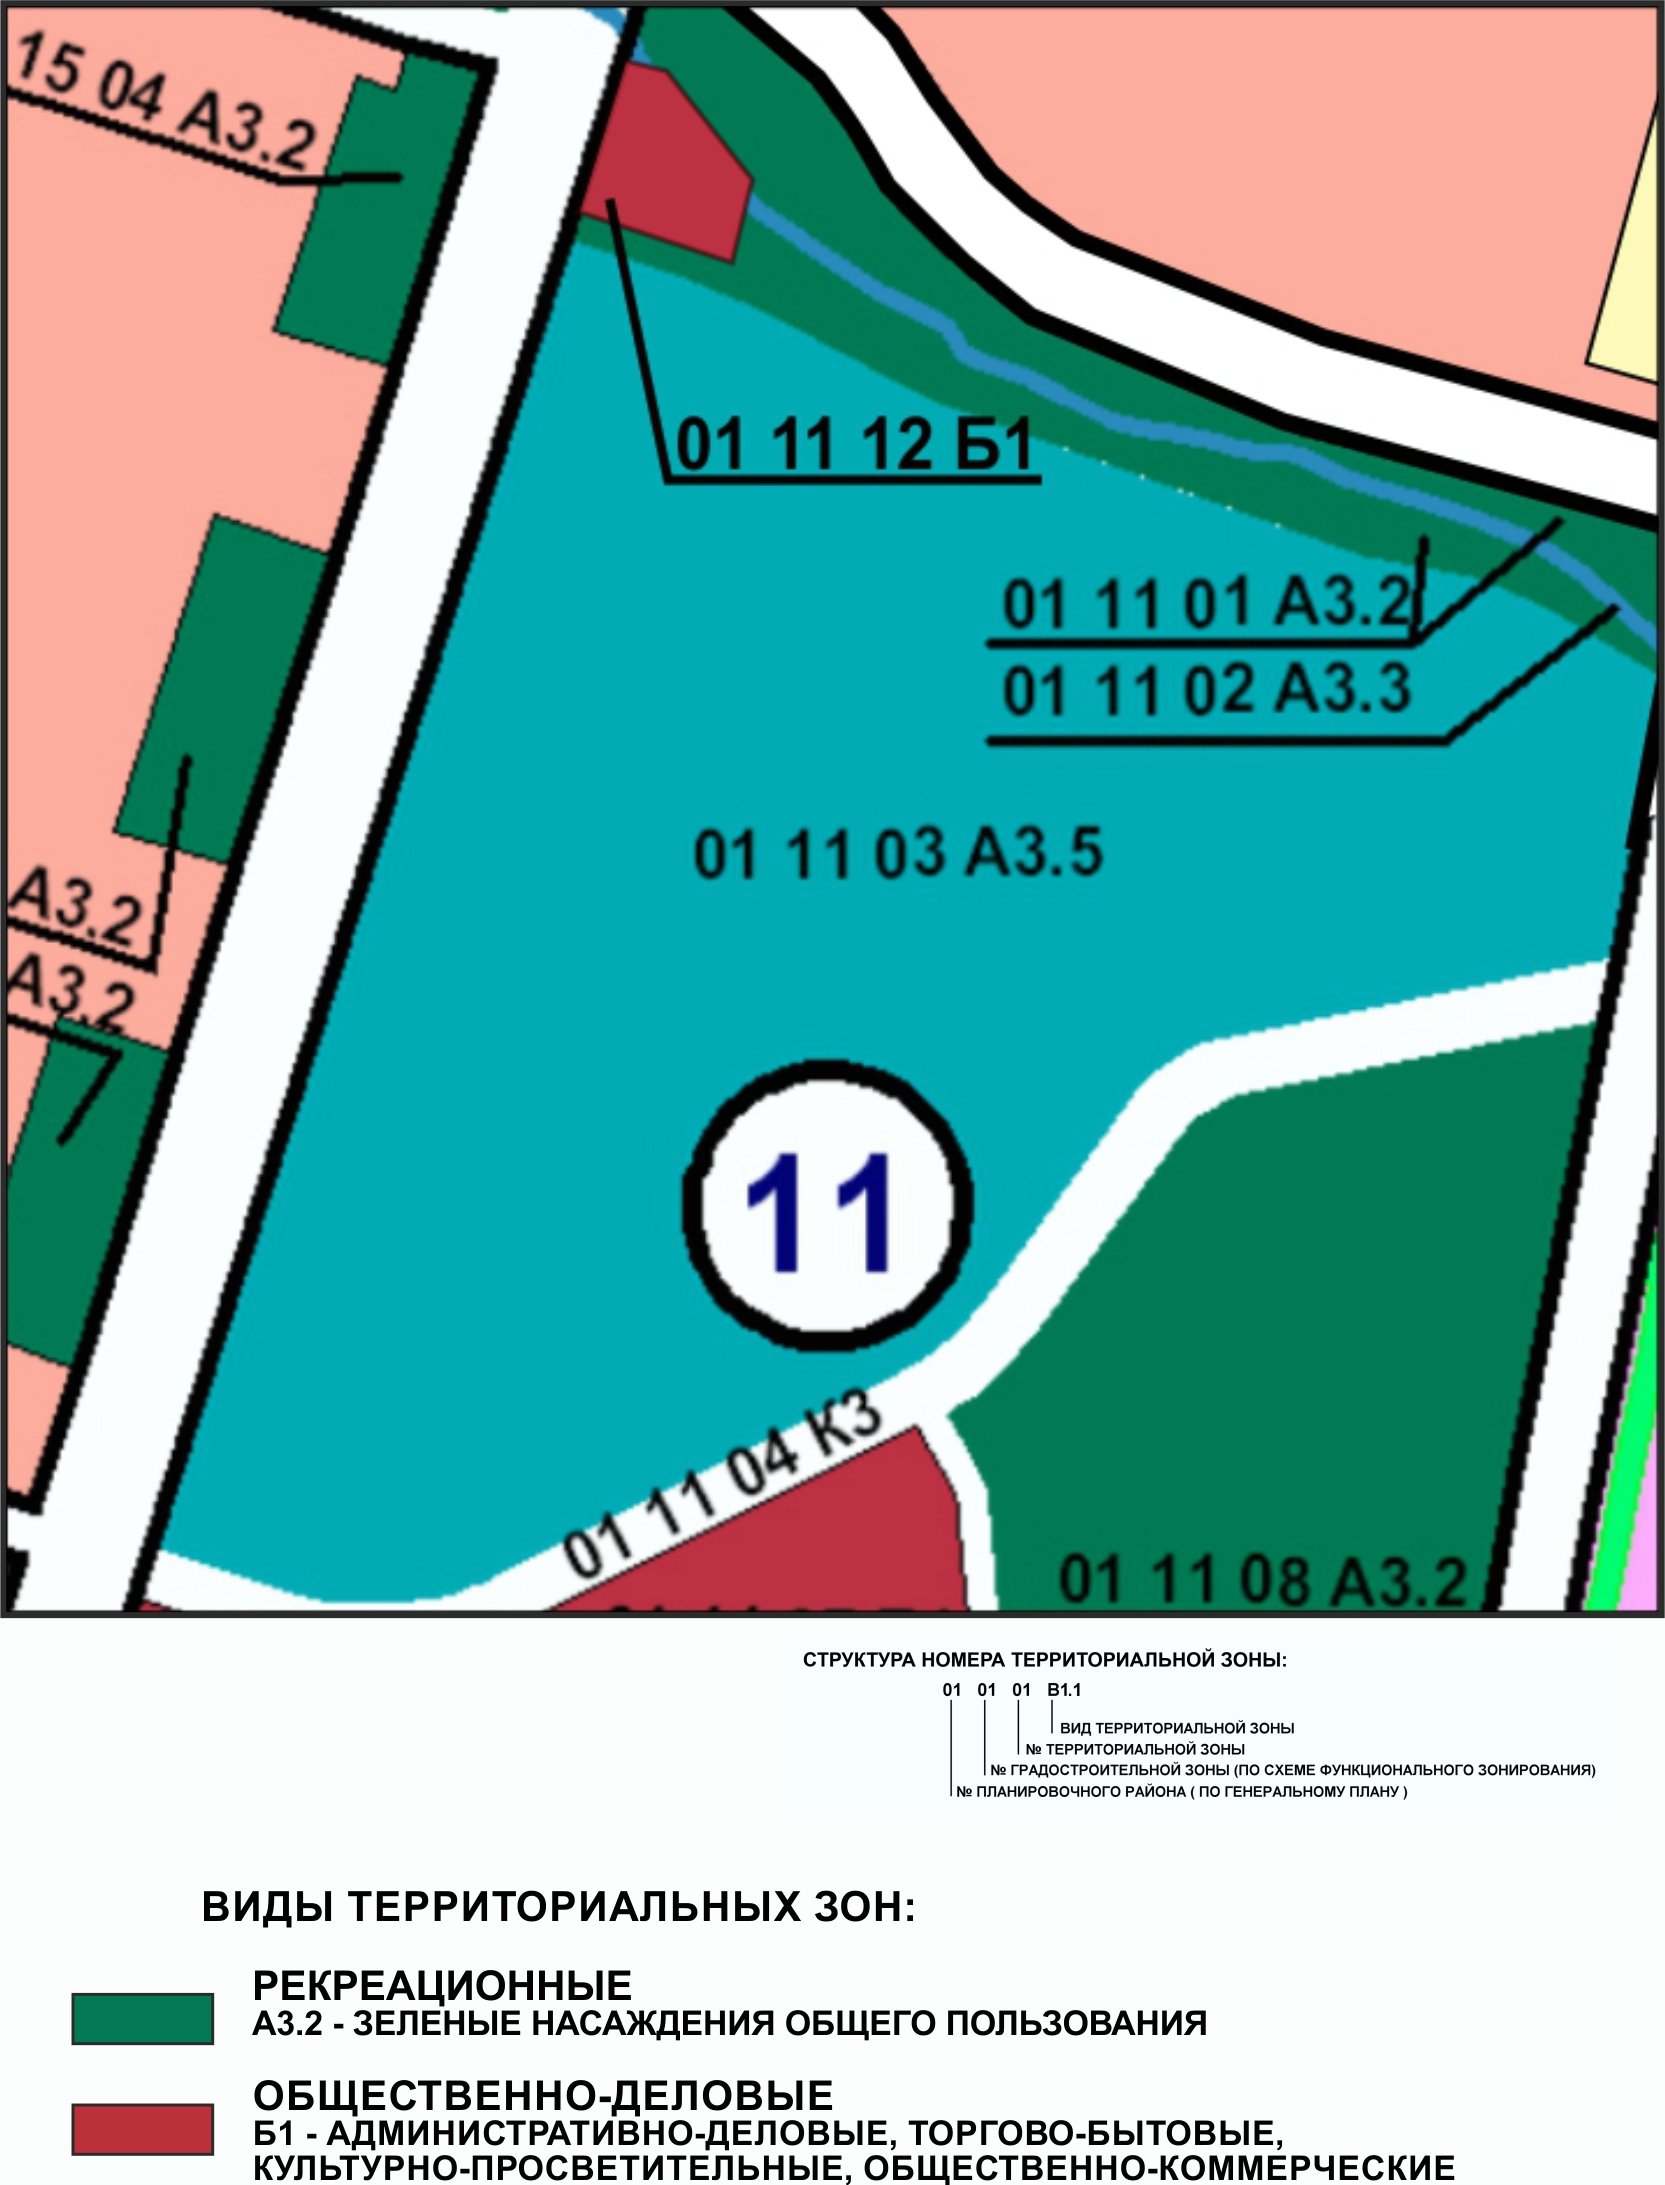 15 04 А3.2
01 11 12 Б1
01 11 01 А3.2
01 11 02 А3.3
01 11 03 А3.5
А3.2
А3.2
11
01 11 04 К3
01 11 08 А3.2
СТРУКТУРА НОМЕРА ТЕРРИТОРИАЛЬНОЙ ЗОНЫ:
01 01 01 В1.1
ВИД ТЕРРИТОРИАЛЬНОЙ ЗОНЫ
№ ТЕРРИТОРИАЛЬНОЙ ЗОНЫ
№ ГРАДОСТРОИТЕЛЬНОЙ ЗОНЫ (ПО СХЕМЕ ФУНКЦИОНАЛЬНОГО ЗОНИРОВАНИЯ)
№ ПЛАНИРОВОЧНОГО РАЙОНА ( ПО ГЕНЕРАЛЬНОМУ ПЛАНУ )
ВИДЫ ТЕРРИТОРИАЛЬНЫХ ЗОН:
РЕКРЕАЦИОННЫЕ
А3.2 - ЗЕЛЕНЫЕ НАСАЖДЕНИЯ ОБЩЕГО ПОЛЬЗОВАНИЯ
ОБЩЕСТВЕННО-ДЕЛОВЫЕ
Б1 - АДМИНИСТРАТИВНО-ДЕЛОВЫЕ, ТОРГОВО-БЫТОВЫЕ,
КУЛЬТУРНО-ПРОСВЕТИТЕЛЬНЫЕ, ОБЩЕСТВЕННО-КОММЕРЧЕСКИЕ